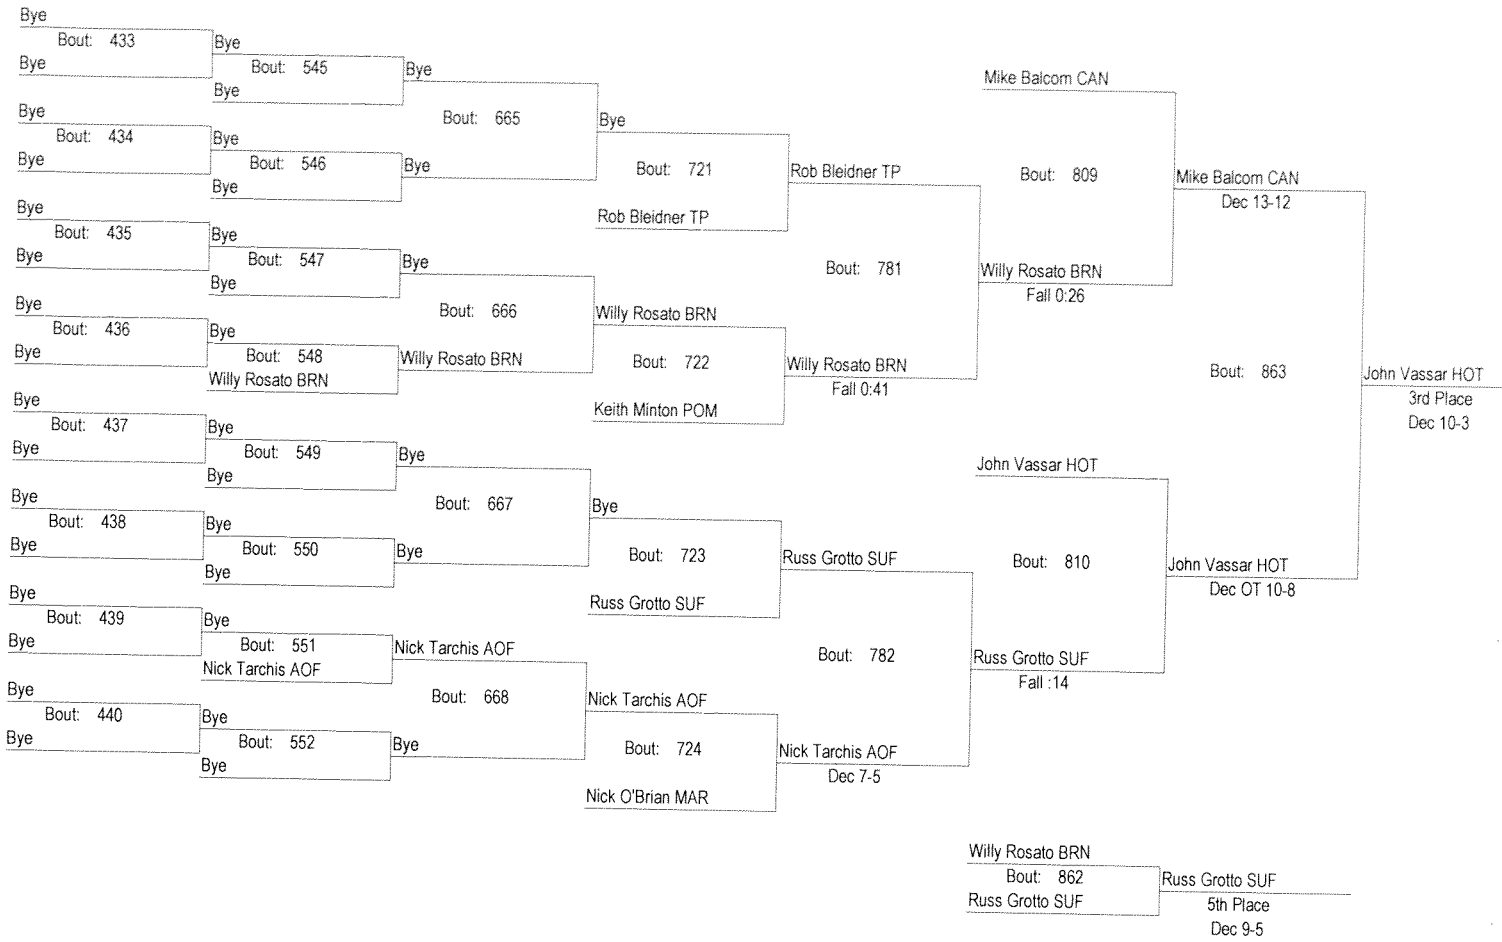 Bye
Bout: 433
Bye
Bye
Bout: 434
Bye
Bye
Bout: 435
Bye
Bye
Bout: 436
Bye
Bye
Bout: 437
Bye
Bye
Bout: 438
Bye
Bye
Bout: 439
Bye
Bye
Bout: 440
Bye
Bye
Bout: 545
Bye
Bye
Bout: 546
Bye
Bye
Bout: 547
Bye
Bye
Bout: 548
Willy Rosato BRN
Bye
Bout: 549
Bye
Bye
Bout: 550
Bye
Bye
Bout: 551
Nick Tarchis AOF
Bye
Bout: 552
Bye
Bye
Bout: 665
Bye
Bye
Bout: 666
Willy Rosato BRN
Bye
Bout: 667
Bye
Nick Tarchis AOF
Bout: 668
Bye
Bye
Bout: 721
Rob Bleidner TP
Willy Rosato BRN
Bout: 722
Keith Minton POM
Bye
Bout: 723
Russ Grotto SUF
Nick Tarchis AOF
Bout: 724
Nick O'Brian MAR
Rob Bleidner TP
Bout: 781
Willy Rosato BRN
Fall 0:41
Russ Grotto SUF
Bout: 782
Nick Tarchis AOF
Dec 7-5
Mike Balcom CAN
Bout: 809
Willy Rosato BRN
Fall 0:26
John Vassar HOT
Bout: 810
Russ Grotto SUF
Fall :14
Mike Balcom CAN
Dec 13-12
Bout: 863
John Vassar HOT
Dec OT 10-8
John Vassar HOT
3rd Place
Dec 10-3
Willy Rosato BRN
Bout: 862
Russ Grotto SUF
Russ Grotto SUF
5th Place
Dec 9-5